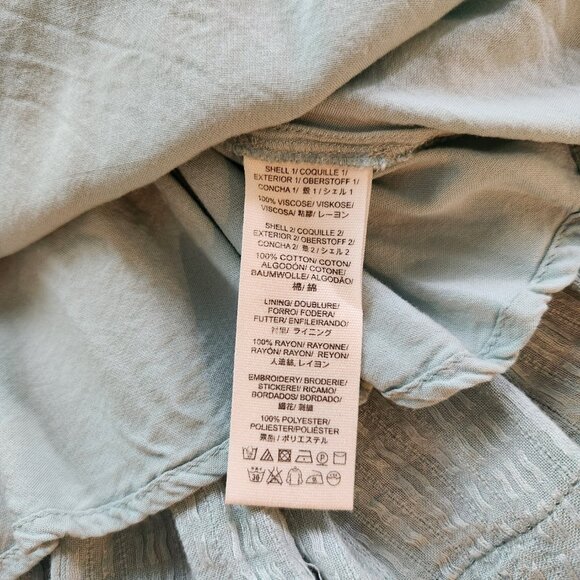 SHELL 1/ COQUILLE 1/
EXTERIOR 1/ OBERSTOFF 1/
CONCHA 1/ 殼 1 / シェル 1
100% VISCOSE/ VISKOSE/
VISCOSA/ 粘膠/ レーヨン
SHELL 2/ COQUILLE 2/
EXTERIOR 2/ OBERSTOFF 2/
CONCHA 2/ 殼 2 / シェル 2
100% COTTON/ COTON/
ALGODÓN/ COTONE/
BAUMWOLLE/ ALGODÃO/
棉/ 綿
LINING/ DOUBLURE/
FORRO/ FODERA/
FUTTER/ ENFILEIRANDO/
衬里/ ライニング
100% RAYON/ RAYONNE/
RAYÓN/ RAYON/ REYON/
人造絲, レイヨン
EMBROIDERY/ BRODERIE/
STICKEREI/ RICAMO/
BORDADOS/ BORDADO/
繡花/ 刺繍
100% POLYESTER/
POLIESTER/POLIÉSTER/
聚酯/ ポリエステル